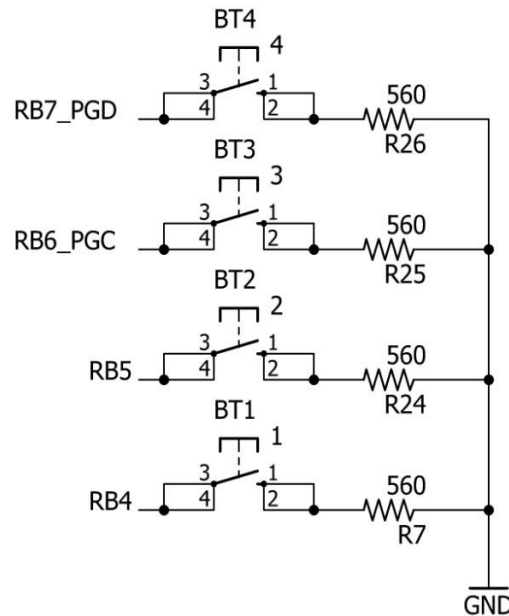 BT4
4
3 1
560
RB7_PGD
4 2
R26
BT3
3
3 1
560
RB6_PGC
4 2
R25
BT2
2
3 1
560
RB5
4 2
R24
BT1
1
3 1
560
RB4
4 2
R7
GND